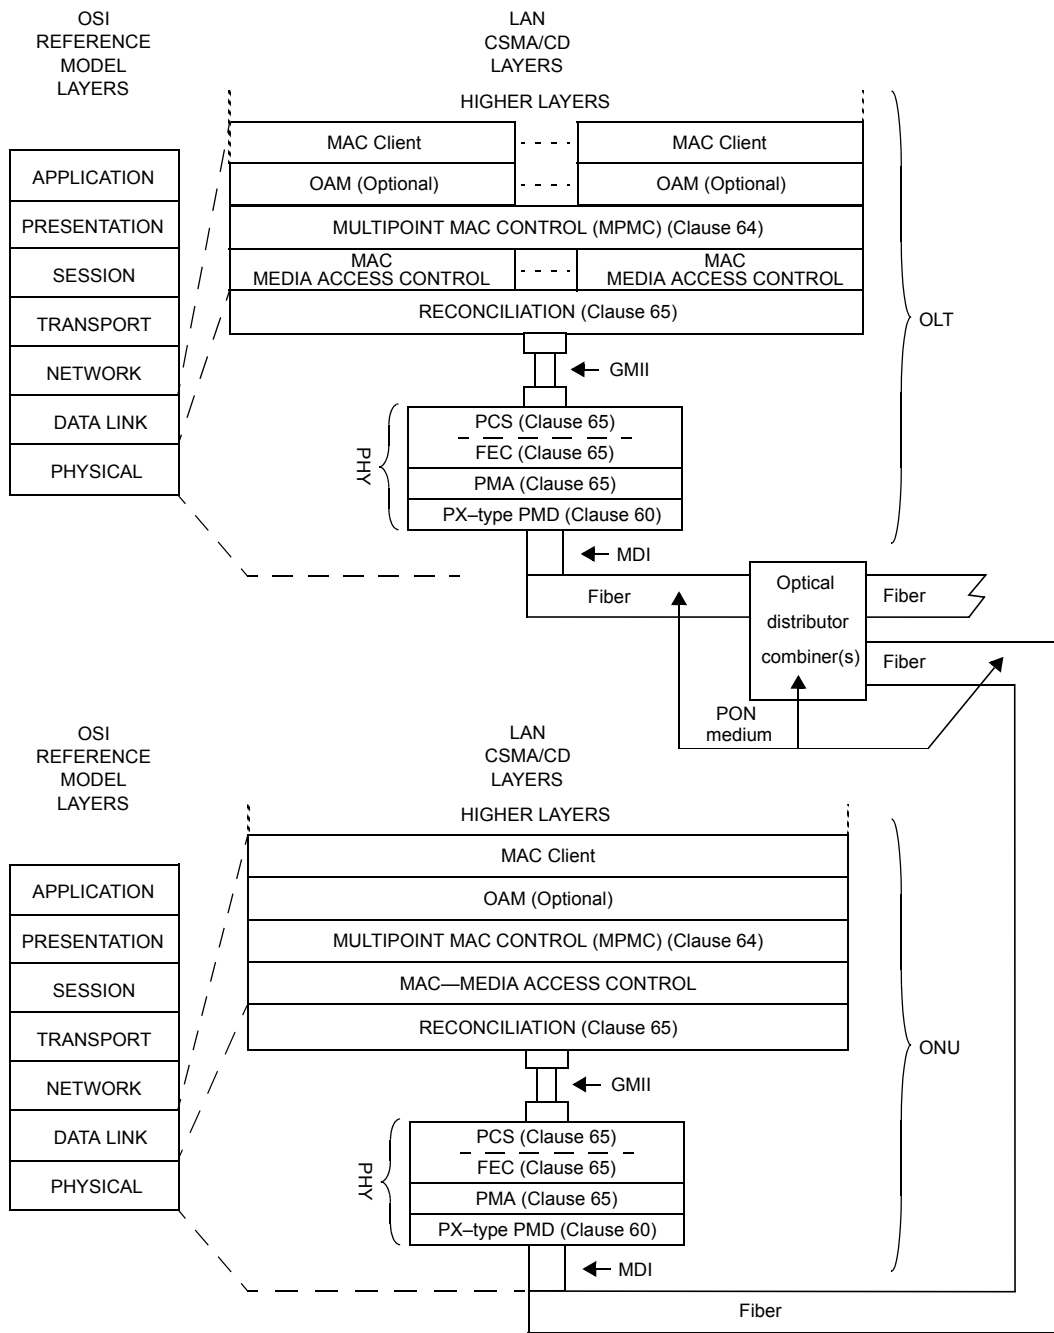 OSI
REFERENCE
MODEL
LAYERS
LAN
CSMA/CD
LAYERS
HIGHER LAYERS
MAC Client
MAC Client
OAM (Optional)
OAM (Optional)
MULTIPOINT MAC CONTROL (MPMC) (Clause 64)
MAC
MEDIA ACCESS CONTROL
MAC
MEDIA ACCESS CONTROL
RECONCILIATION (Clause 65)
APPLICATION
PRESENTATION
SESSION
TRANSPORT
NETWORK
DATA LINK
PHYSICAL
OLT
GMII
PHY
PCS (Clause 65)
FEC (Clause 65)
PMA (Clause 65)
PX–type PMD (Clause 60)
MDI
Fiber
Optical
distributor
combiner(s)
Fiber
Fiber
PON
medium
OSI
REFERENCE
MODEL
LAYERS
LAN
CSMA/CD
LAYERS
HIGHER LAYERS
MAC Client
OAM (Optional)
MULTIPOINT MAC CONTROL (MPMC) (Clause 64)
MAC—MEDIA ACCESS CONTROL
RECONCILIATION (Clause 65)
APPLICATION
PRESENTATION
SESSION
TRANSPORT
NETWORK
DATA LINK
PHYSICAL
ONU
GMII
PHY
PCS (Clause 65)
FEC (Clause 65)
PMA (Clause 65)
PX–type PMD (Clause 60)
MDI
Fiber